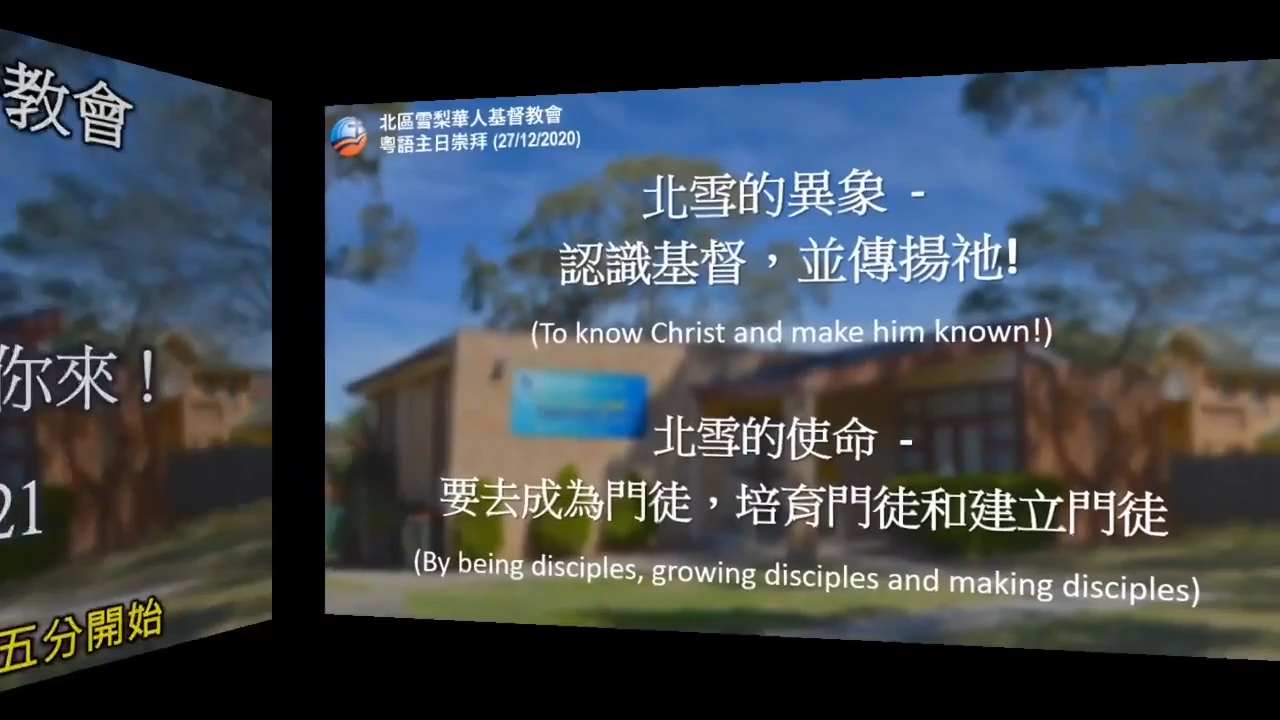 教會
你來！
21
五分開始
北區雪梨華人基督教會
粵語主日崇拜 (27/12/2020)
北雪的異象 -
認識基督，並傳揚祂!
(To know Christ and make him known!)
北雪的使命 -
要去成為門徒，培育門徒和建立門徒
(By being disciples, growing disciples and making disciples)